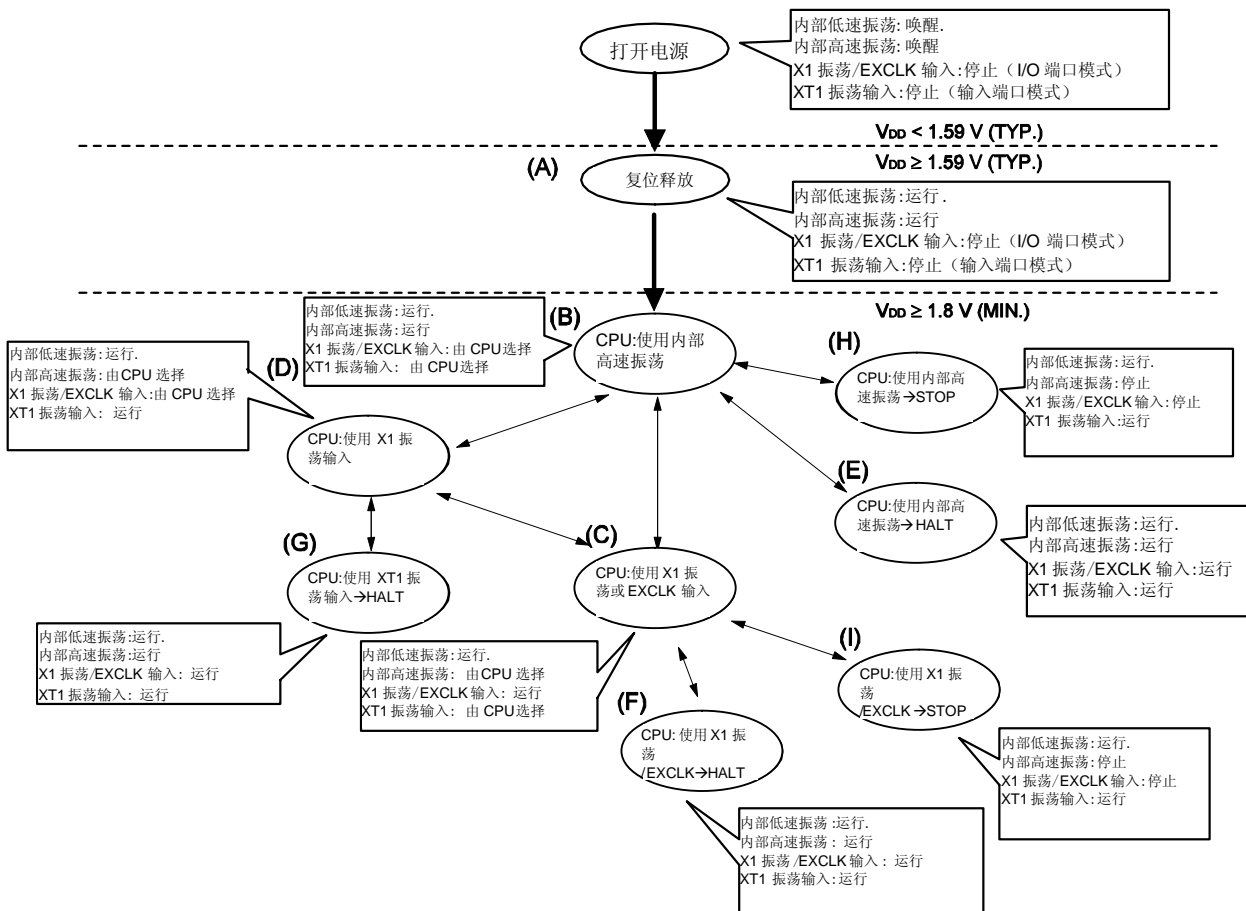 打开电源
内部低速振荡: 唤醒.
内部高速振荡: 唤醒
X1 振荡/EXCLK 输入:停止（I/O 端口模式）
XT1 振荡输入:停止（输入端口模式）
VDD < 1.59 V (TYP.)
VDD ≥ 1.59 V (TYP.)
(A)
复位释放
内部低速振荡:运行.
内部高速振荡:运行
X1 振荡/EXCLK 输入:停止（I/O 端口模式）
XT1 振荡输入:停止（输入端口模式）
VDD ≥ 1.8 V (MIN.)
内部低速振荡:运行.
内部高速振荡:运行
X1 振荡/EXCLK 输入:由 CPU选择
XT1 振荡输入: 由 CPU选择
(B)
CPU:使用内部
高速振荡
(H)
CPU:使用内部高
速振荡→STOP
内部低速振荡:运行.
内部高速振荡:停止
X1 振荡/EXCLK 输入:停止
XT1 振荡输入:运行
内部低速振荡:运行.
内部高速振荡:由CPU 选择
X1 振荡/EXCLK 输入:由 CPU 选择
XT1 振荡输入: 运行
(D)
CPU:使用 X1 振
荡输入
(E)
CPU:使用内部高
速振荡→HALT
内部低速振荡:运行.
内部高速振荡:运行
X1 振荡/EXCLK 输入:运行
XT1 振荡输入:运行
(G)
CPU:使用 XT1 振
荡输入→HALT
内部低速振荡:运行.
内部高速振荡:运行
X1 振荡/EXCLK 输入: 运行
XT1 振荡输入: 运行
(C)
CPU:使用 X1 振
荡或 EXCLK 输入
内部低速振荡:运行.
内部高速振荡: 由CPU 选择
X1 振荡/EXCLK 输入: 运行
XT1 振荡输入: 由 CPU选择
(I)
CPU:使用 X1 振
荡
/EXCLK→STOP
内部低速振荡:运行.
内部高速振荡:停止
X1 振荡/EXCLK 输入:停止
XT1 振荡输入:运行
(F)
CPU: 使用 X1 振
荡
/EXCLK→HALT
内部低速振荡:运行.
内部高速振荡: 运行
X1 振荡/EXCLK 输入: 运行
XT1 振荡输入:运行